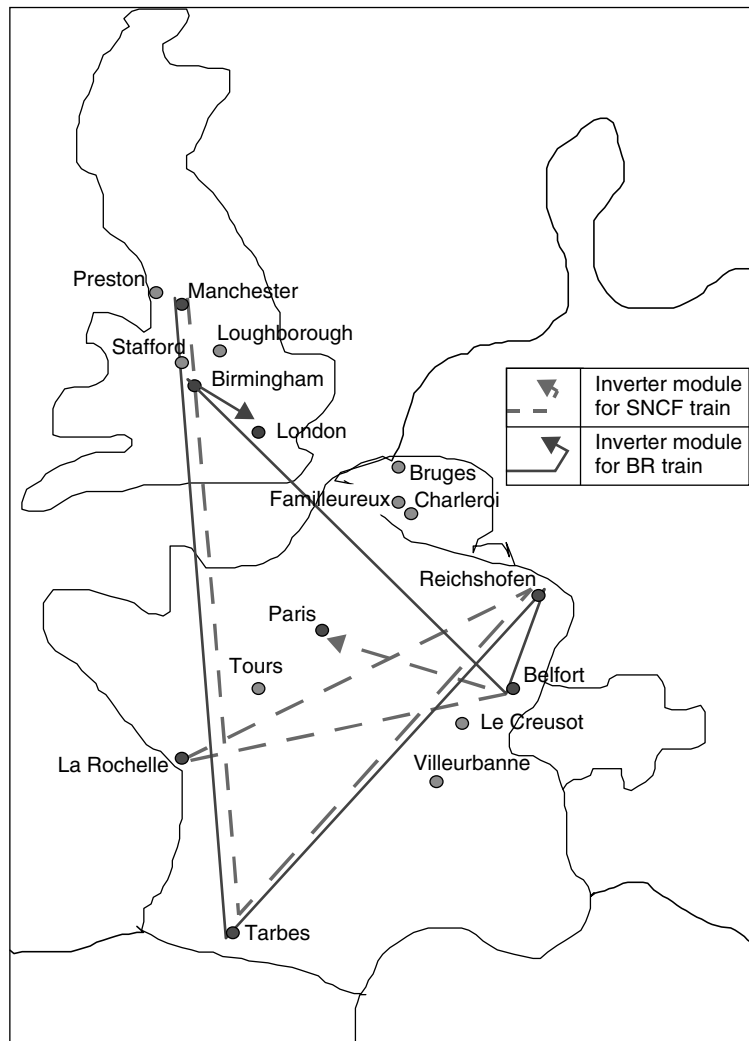 Preston
Manchester
Loughborough
Stafford
Birmingham
London
Inverter module
for SNCF train
Inverter module
for BR train
Bruges
Familleureux
Charleroi
Reichshofen
Paris
Tours
Belfort
Le Creusot
La Rochelle
Villeurbanne
Tarbes